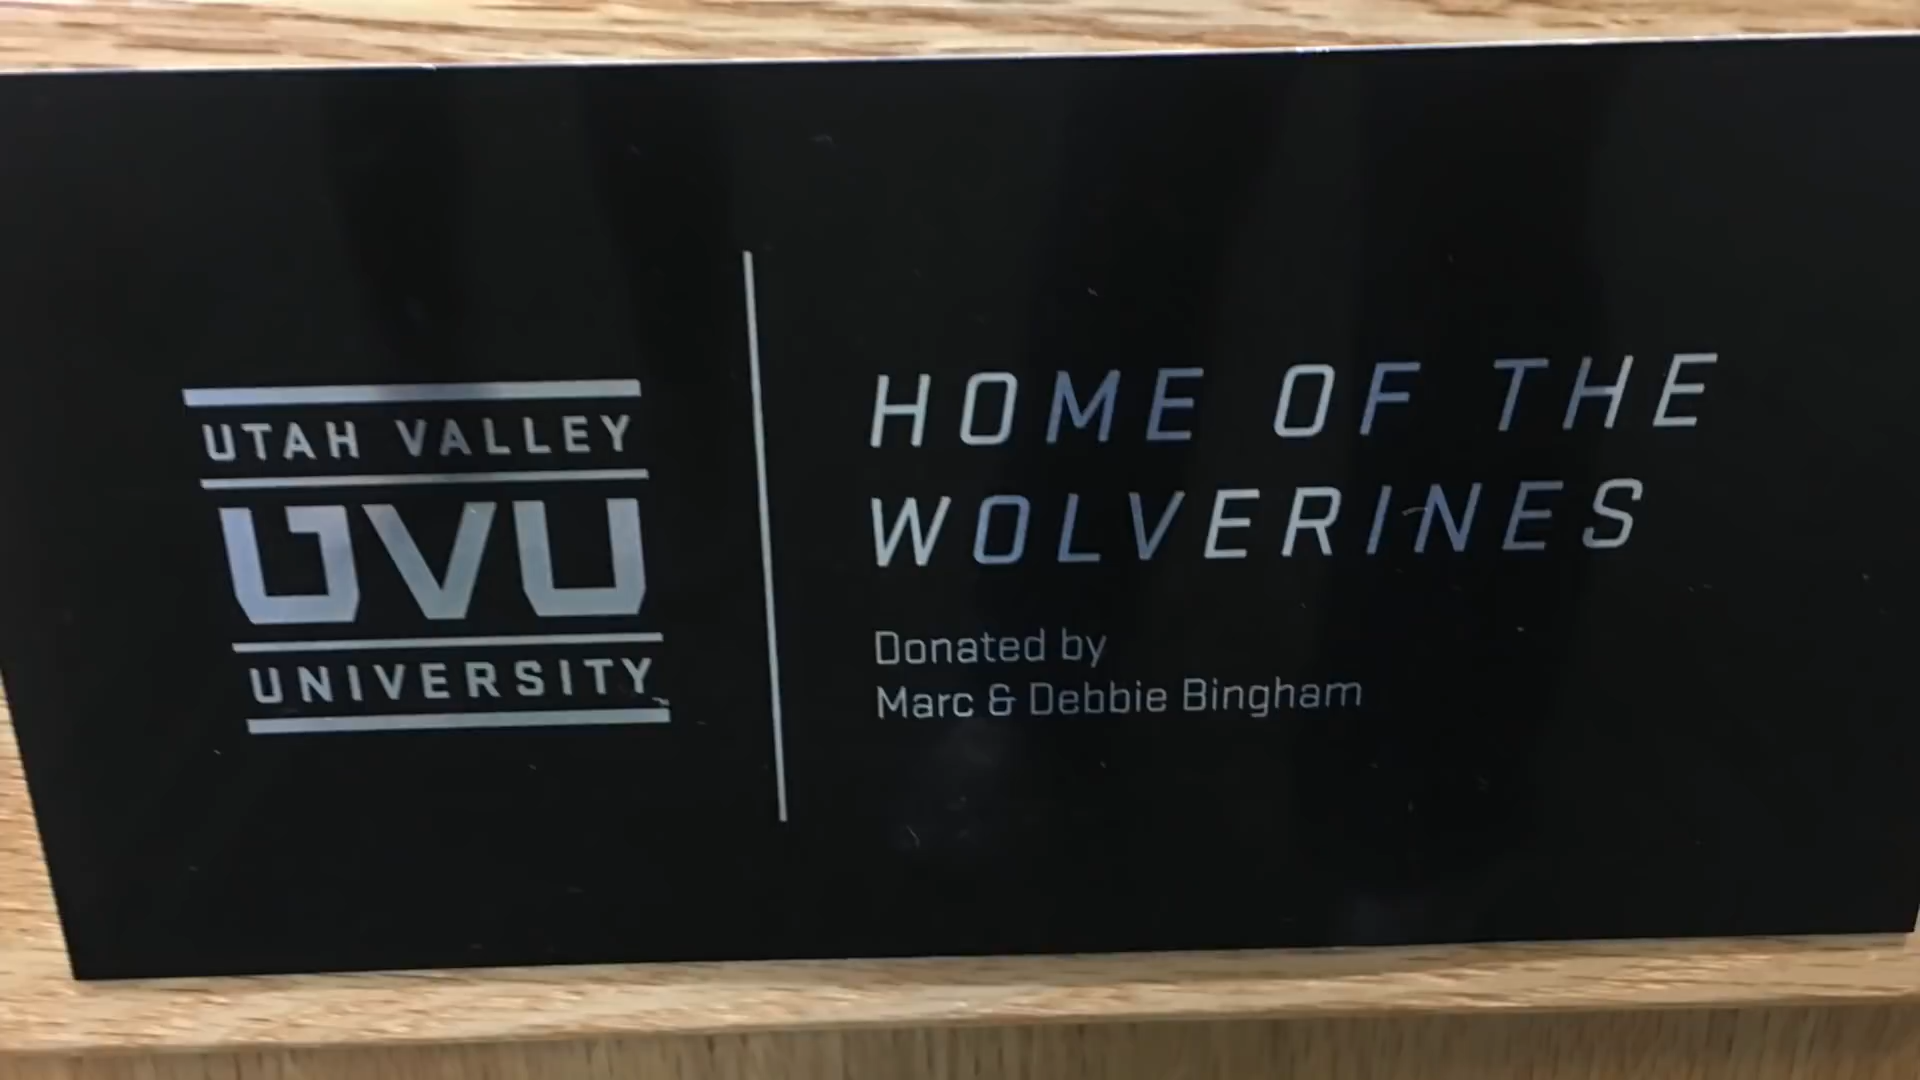 UTAH VALLEY
UVU
UNIVERSITY
HOME OF THE
WOLVERINES
Donated by
Marc & Debbie Bingham